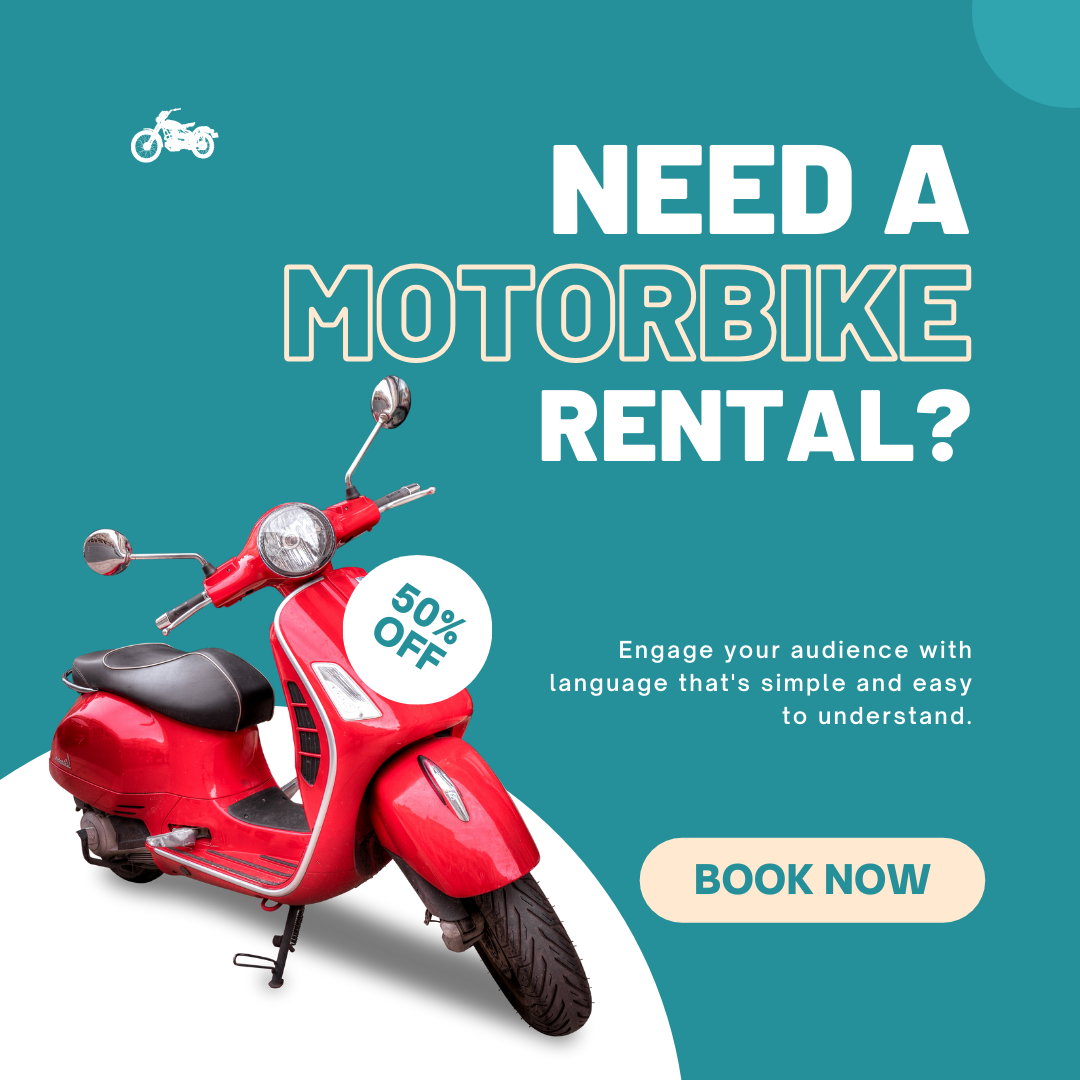 NEED A
MOTORBIKE
RENTAL?
50%
OFF
Engage your audience with
language that's simple and easy
to understand.
BOOK NOW